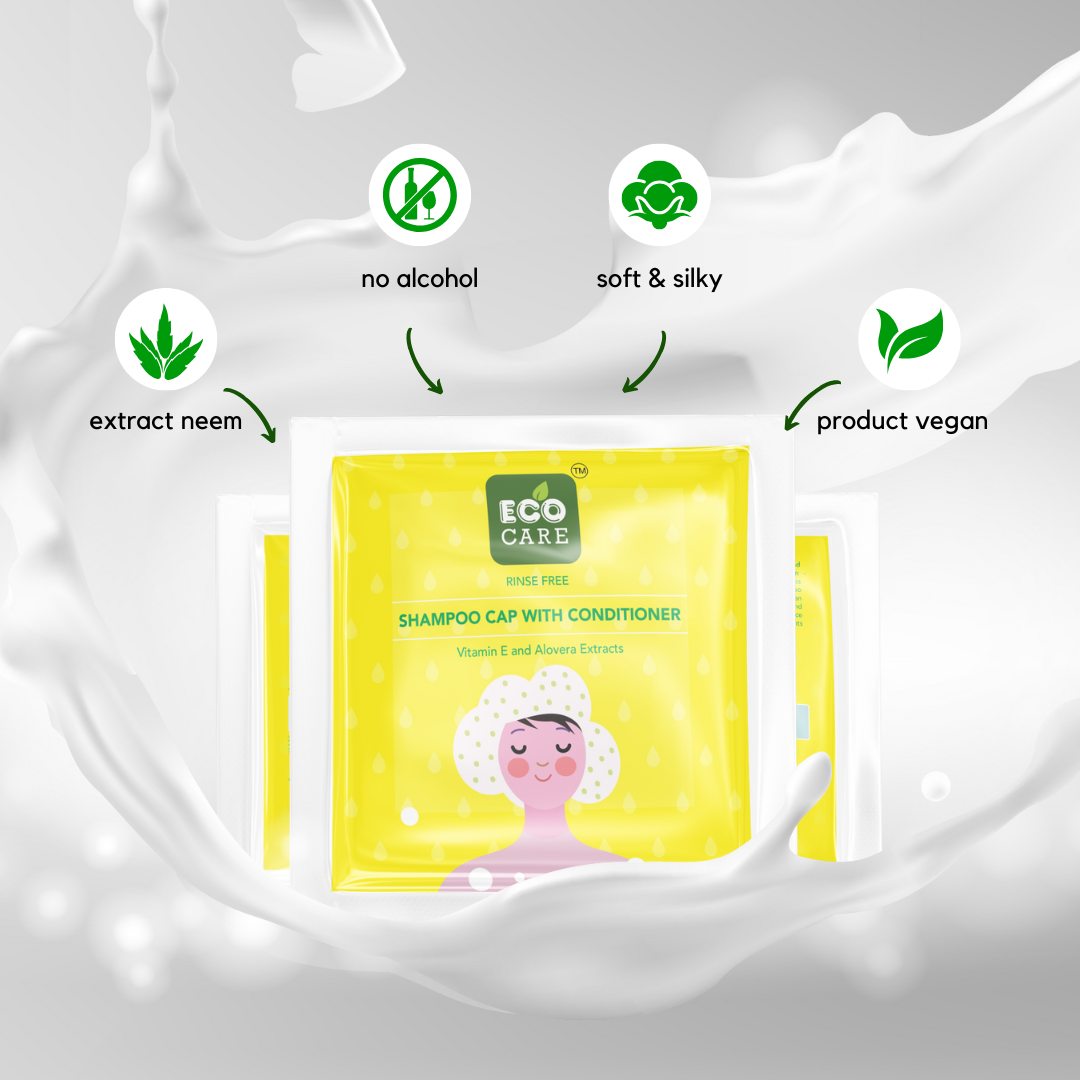 no alcohol
soft & silky
extract neem
product vegan
TM
ECO
CARE
RINSE FREE
SHAMPOO CAP WITH CONDITIONER
Vitamin E and Alovera Extracts